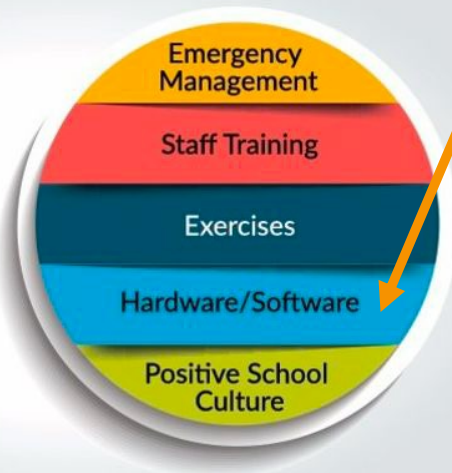 Emergency
Management
Staff Training
Exercises
Hardware/Software
Positive School
Culture